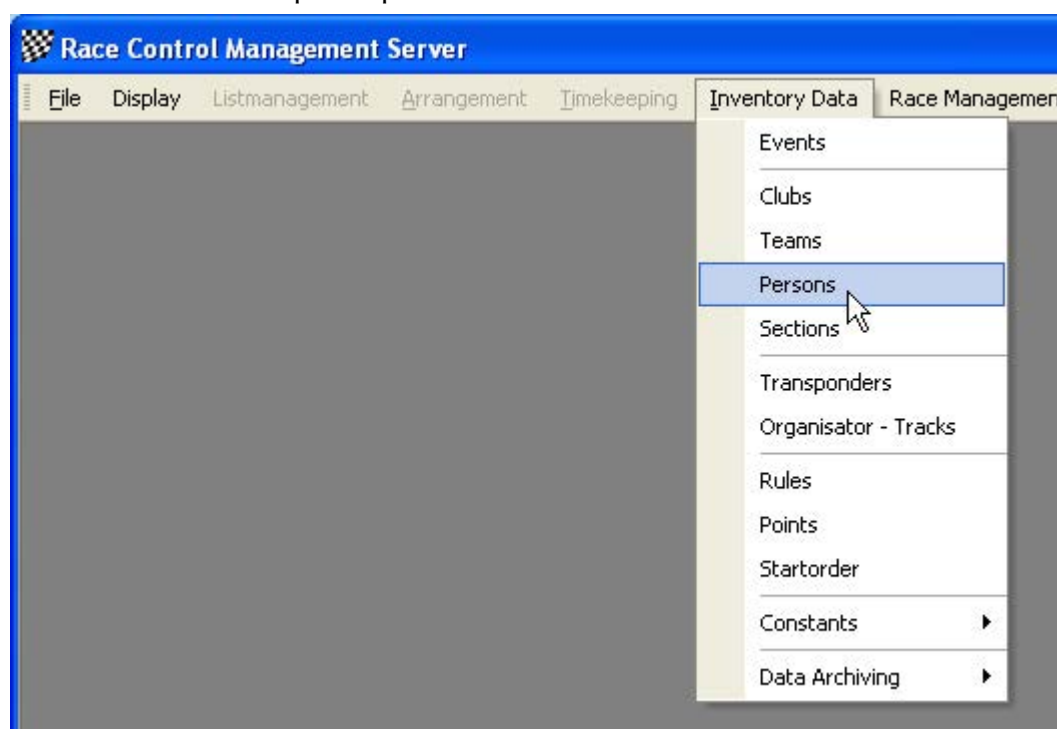 Race Control Management Server
File Display Listmanagement Arrangement Timekeeping Inventory Data Race Managemen
Events
Clubs
Teams
Persons
Sections
Transponders
Organisator - Tracks
Rules
Points
Startorder
Constants
Data Archiving